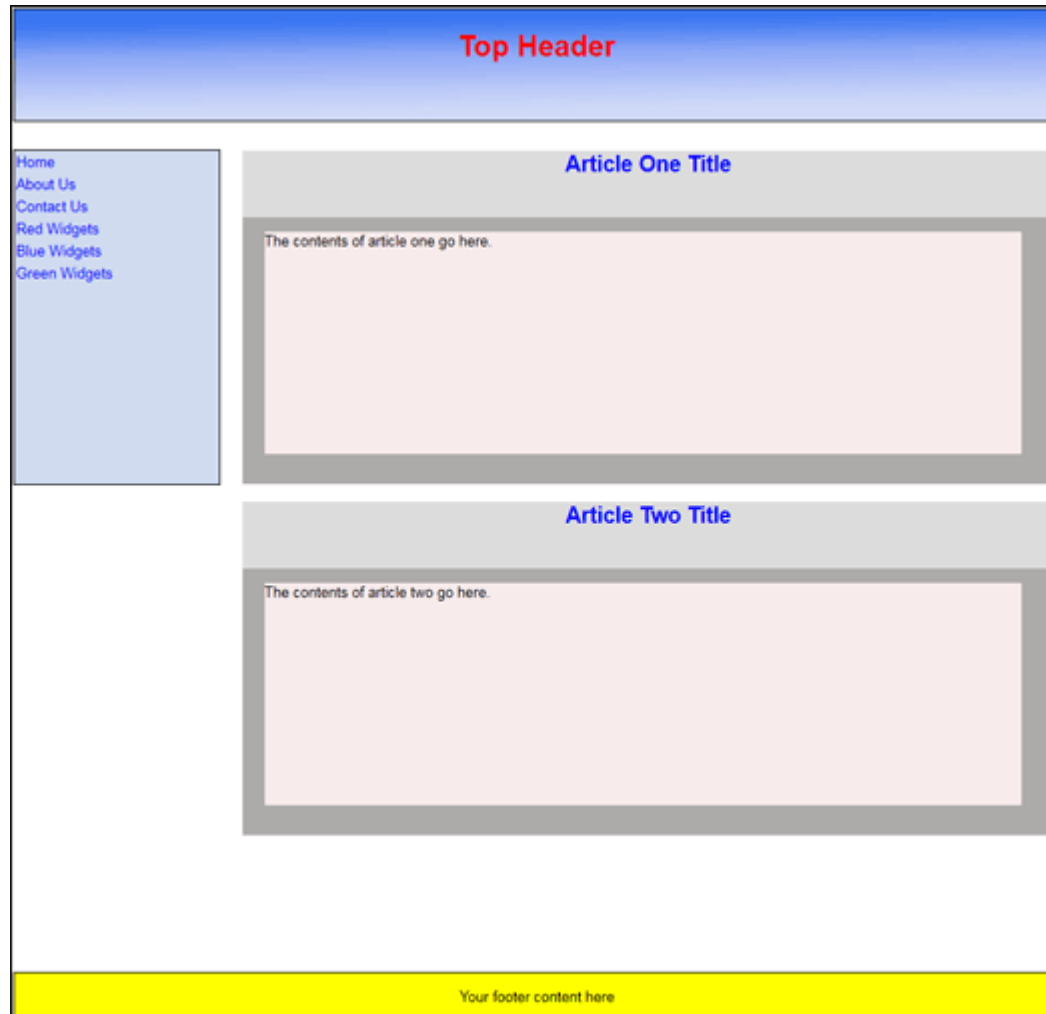 Top Header
Home
About Us
Contact Us
Red Widgets
Blue Widgets
Green Widgets
Article One Title
The contents of article one go here.
Article Two Title
The contents of article two go here.
Your footer content here